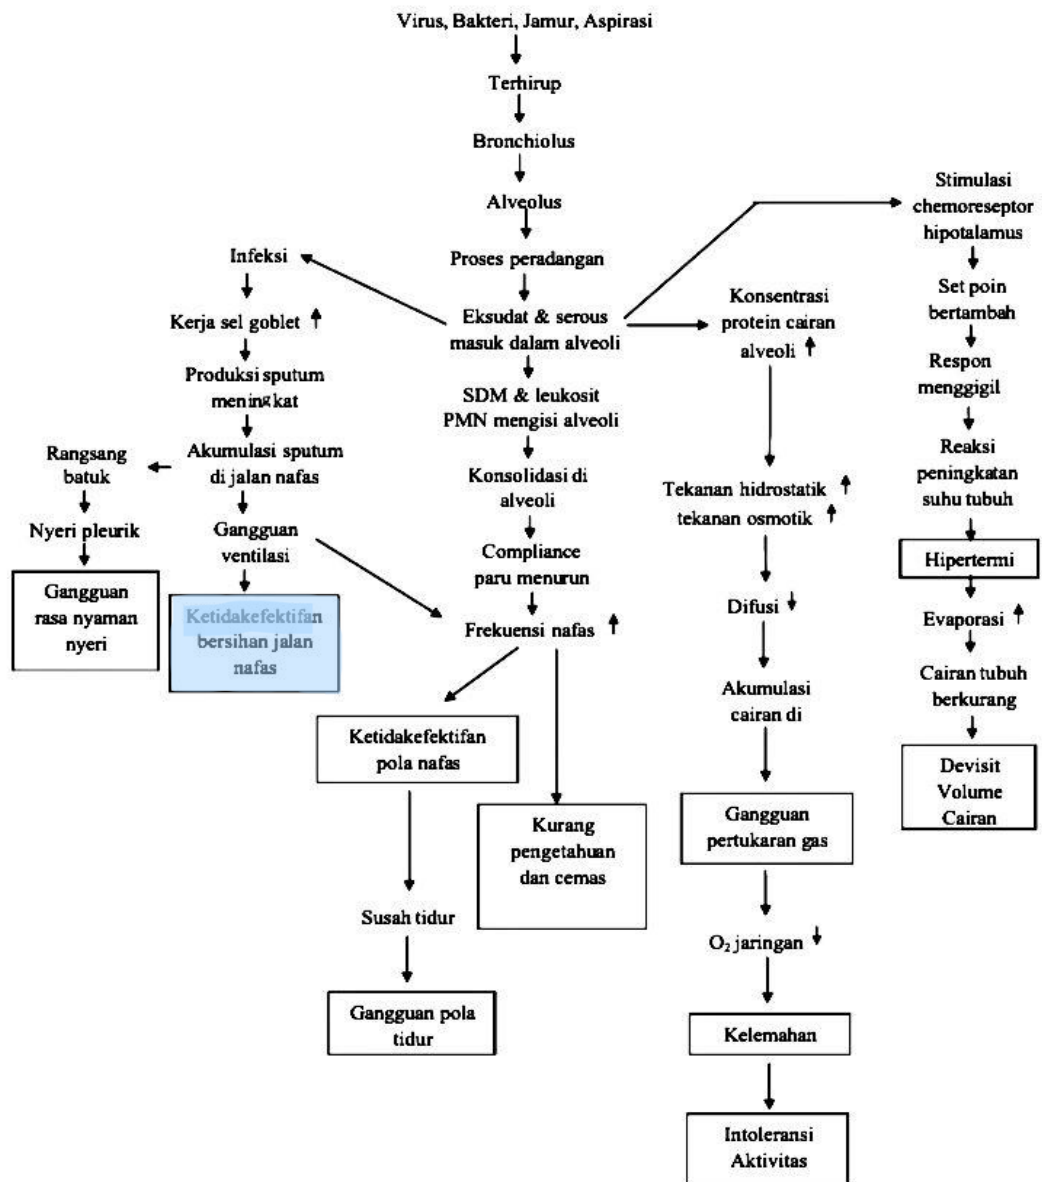 Virus, Bakteri, Jamur, Aspirasi
Terhirup
Bronchiolus
Alveolus
Proses peradangan
Eksudat & serous
masuk dalam alveoli
Infeksi
Kerja sel goblet ↑
Produksi sputum
meningkat
Akumulasi sputum
di jalan nafas
Rangsang
batuk
Nyeri pleurik
Gangguan
rasa nyaman
nyeri
Gangguan
ventilasi
Ketidakefektifan
bersihan jalan
nafas
SDM & leukosit
PMN mengisi alveoli
Konsolidasi di
alveoli
Compliance
paru menurun
Frekuensi nafas ↑
Ketidakefektifan
pola nafas
Susah tidur
Gangguan pola
tidur
Kurang
pengetahuan
dan cemas
Konsentrasi
protein cairan
alveoli ↑
Tekanan hidrostatik ↑
tekanan osmotik ↑
Difusi ↓
Akumulasi
cairan di
Gangguan
pertukaran gas
O₂ jaringan ↓
Kelemahan
Intoleransi
Aktivitas
Stimulasi
chemoreseptor
hipotalamus
Set poin
bertambah
Respon
menggigil
Reaksi
peningkatan
suhu tubuh
Hipertermi
Evaporasi ↑
Cairan tubuh
berkurang
Devisit
Volume
Cairan